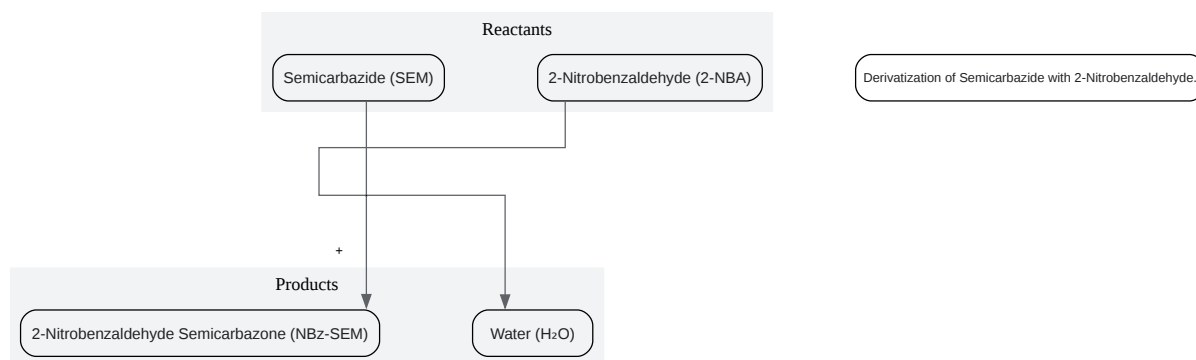 Reactants
Semicarbazide (SEM)
2-Nitrobenzaldehyde (2-NBA)
Derivatization of Semicarbazide with 2-Nitrobenzaldehyde.
+
Products
2-Nitrobenzaldehyde Semicarbazone (NBz-SEM)
Water (H₂O)